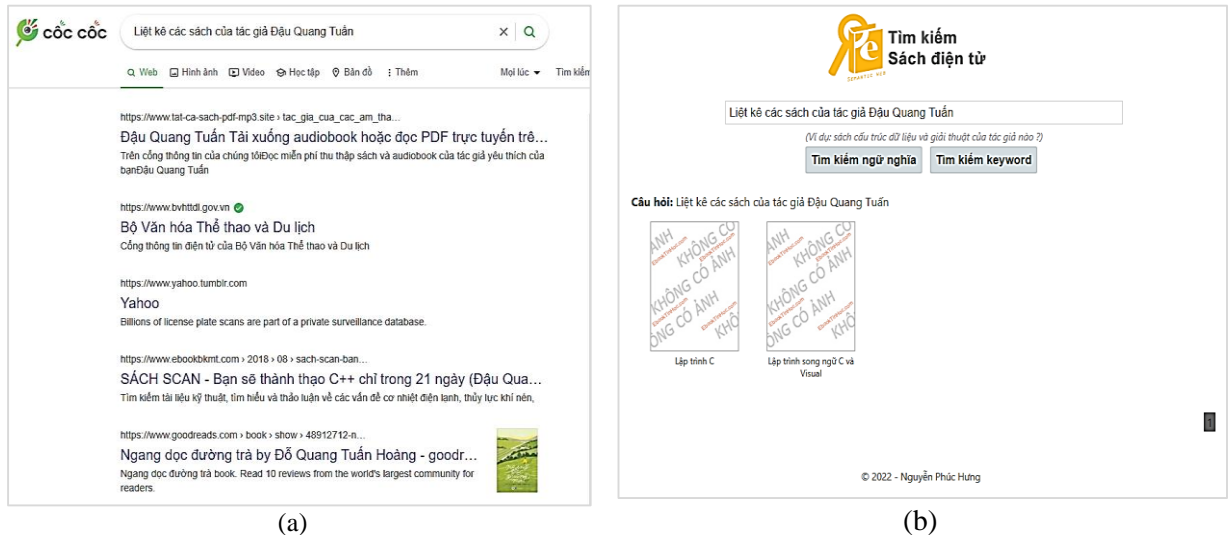 cốc cốc
Liệt kê các sách của tác giả Đậu Quang Tuấn
Web Hình ảnh Video Học tập Bản đồ Thêm Mọi lúc Tìm kiếm
https://www.tat-ca-sach-pdf-mp3.site › tac_gia_cua_cac_am_tha...
Đậu Quang Tuấn Tải xuống audiobook hoặc đọc PDF trực tuyến trê...
Trên cổng thông tin của chúng tôiĐọc miễn phí thu thập sách và audiobook của tác giả yêu thích của
bạnĐậu Quang Tuấn
https://www.bvhttdl.gov.vn
Bộ Văn hóa Thể thao và Du lịch
Cổng thông tin điện tử của Bộ Văn hóa Thể thao và Du lịch
https://www.yahoo.tumblr.com
Yahoo
Billions of license plate scans are part of a private surveillance database.
https://www.ebookbkmt.com › 2018 › 08 › sach-scan-ban...
SÁCH SCAN - Bạn sẽ thành thạo C++ chỉ trong 21 ngày (Đậu Qua...
Tìm kiếm tài liệu kỹ thuật, tìm hiểu và thảo luận về các vấn đề cơ nhiệt điện lạnh, thủy lực khí nén,
https://www.goodreads.com › book › show › 48912712-n...
Ngang dọc đường trà by Đỗ Quang Tuấn Hoàng - goodr...
Ngang dọc đường trà book. Read 10 reviews from the world's largest community for
readers.
(a)
Tìm kiếm
Sách điện tử
SEMANTIC WEB
Liệt kê các sách của tác giả Đậu Quang Tuấn
(Ví dụ: sách cấu trúc dữ liệu và giải thuật của tác giả nào ?)
Tìm kiếm ngữ nghĩa Tìm kiếm keyword
Câu hỏi: Liệt kê các sách của tác giả Đậu Quang Tuấn
KHÔNG CÓ ẢNH
KHÔNG CÓ ẢNH
Lập trình C
Lập trình song ngữ C và
Visual
1
© 2022 - Nguyễn Phúc Hưng
(b)